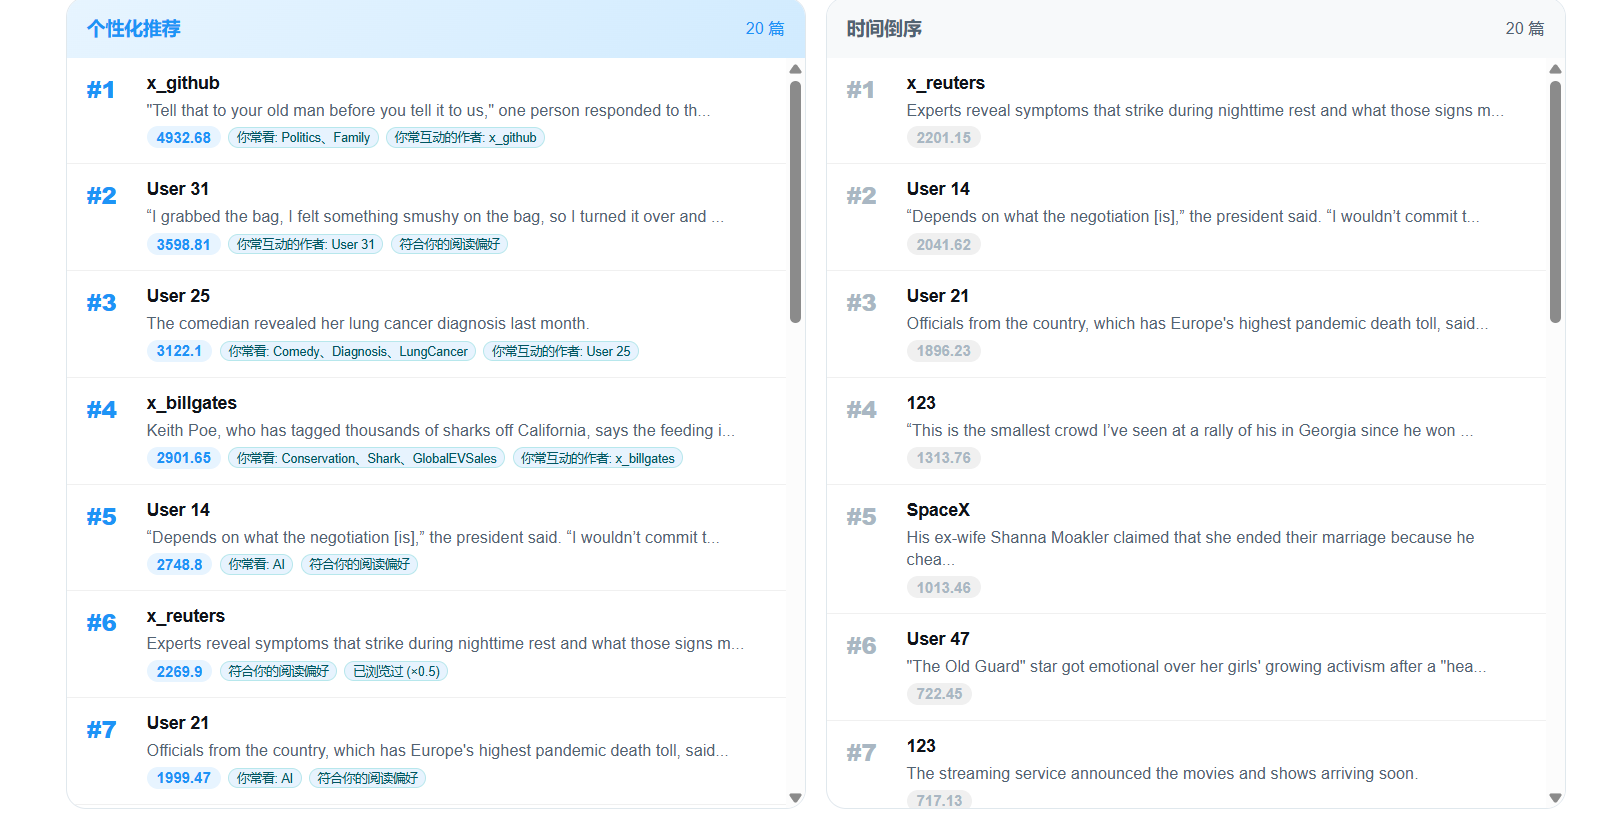 个性化推荐
20 篇
#1
x_github
"Tell that to your old man before you tell it to us," one person responded to th...
4932.68 你常看: Politics、Family 你常互动的作者: x_github
#2
User 31
“I grabbed the bag, I felt something smushy on the bag, so I turned it over and ...
3598.81 你常互动的作者: User 31 符合你的阅读偏好
#3
User 25
The comedian revealed her lung cancer diagnosis last month.
3122.1 你常看: Comedy、Diagnosis、LungCancer 你常互动的作者: User 25
#4
x_billgates
Keith Poe, who has tagged thousands of sharks off California, says the feeding i...
2901.65 你常看: Conservation、Shark、GlobalEVSales 你常互动的作者: x_billgates
#5
User 14
“Depends on what the negotiation [is],” the president said. “I wouldn’t commit t...
2748.8 你常看: AI 符合你的阅读偏好
#6
x_reuters
Experts reveal symptoms that strike during nighttime rest and what those signs m...
2269.9 符合你的阅读偏好 已浏览过 (×0.5)
#7
User 21
Officials from the country, which has Europe's highest pandemic death toll, said...
1999.47 你常看: AI 符合你的阅读偏好
时间倒序
20 篇
#1
x_reuters
Experts reveal symptoms that strike during nighttime rest and what those signs m...
2201.15
#2
User 14
“Depends on what the negotiation [is],” the president said. “I wouldn’t commit t...
2041.62
#3
User 21
Officials from the country, which has Europe's highest pandemic death toll, said...
1896.23
#4
123
“This is the smallest crowd I’ve seen at a rally of his in Georgia since he won ...
1313.76
#5
SpaceX
His ex-wife Shanna Moakler claimed that she ended their marriage because he
chea...
1013.46
#6
User 47
"The Old Guard" star got emotional over her girls' growing activism after a "hea...
722.45
#7
123
The streaming service announced the movies and shows arriving soon.
717.13